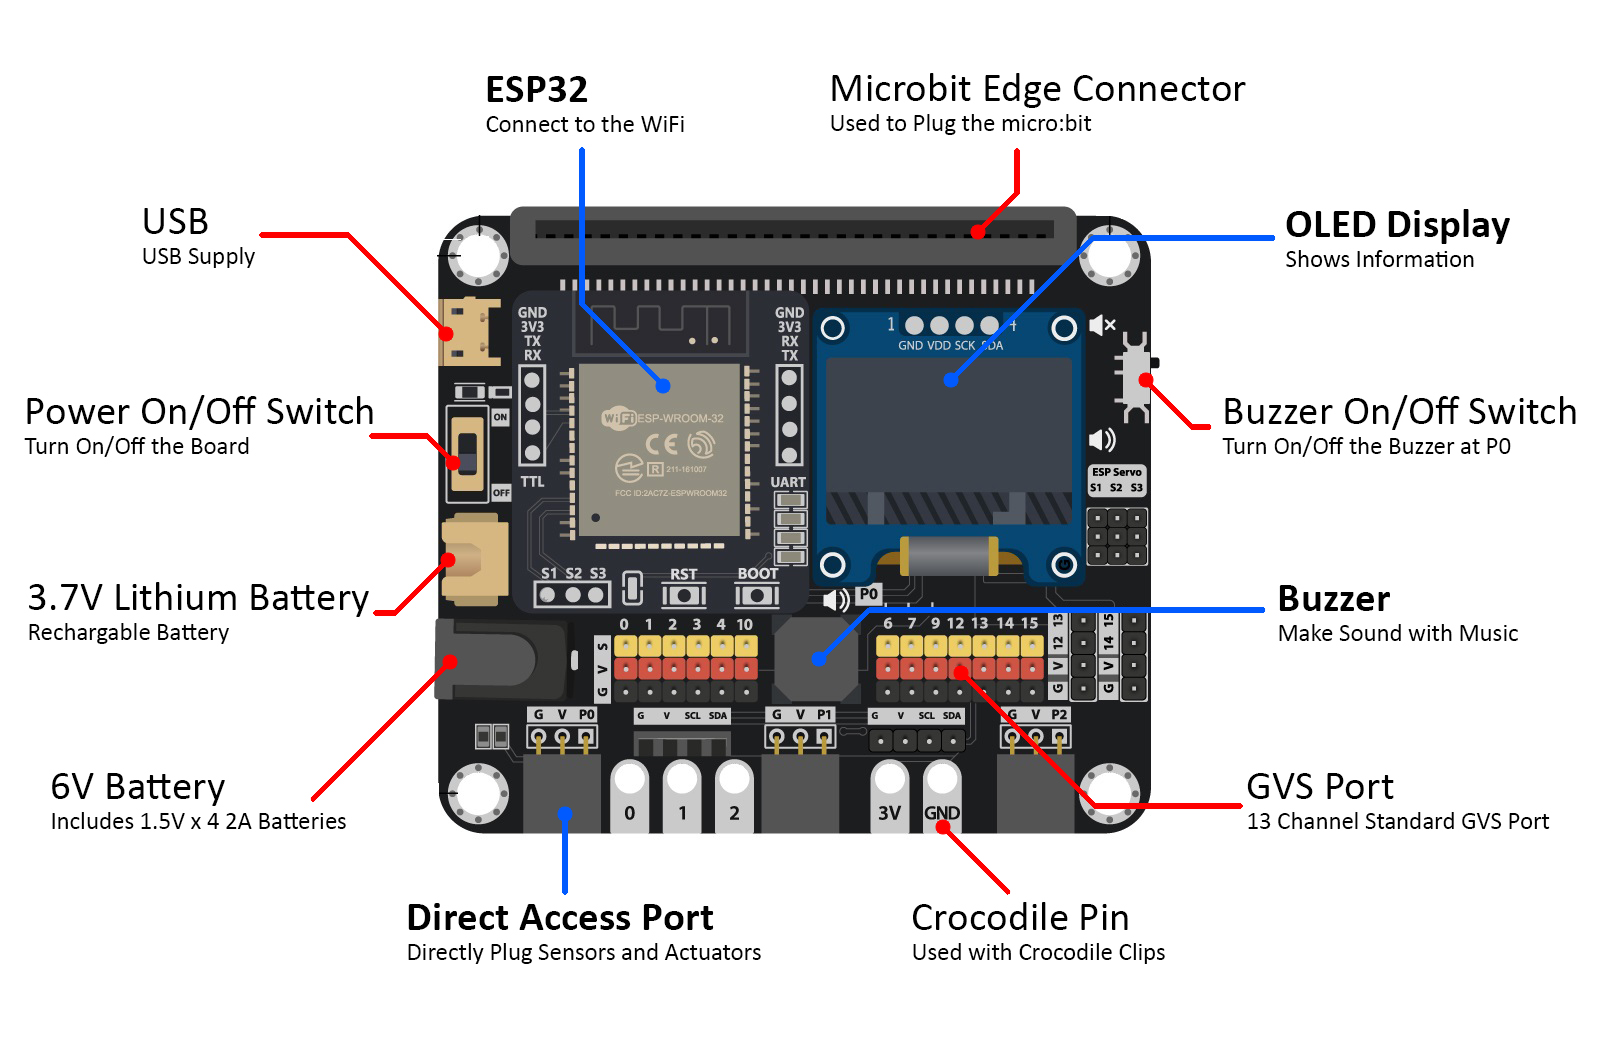 ESP32
Connect to the WiFi
Microbit Edge Connector
Used to Plug the micro:bit
USB
USB Supply
OLED Display
Shows Information
Power On/Off Switch
Turn On/Off the Board
Buzzer On/Off Switch
Turn On/Off the Buzzer at P0
3.7V Lithium Battery
Rechargable Battery
Buzzer
Make Sound with Music
6V Battery
Includes 1.5V x 4 2A Batteries
GVS Port
13 Channel Standard GVS Port
Direct Access Port
Directly Plug Sensors and Actuators
Crocodile Pin
Used with Crocodile Clips
GND
3V3
TX
RX
TTL
GND
3V3
RX
TX
UART
WiFi ESP-WROOM-32
CE
R 211-161007
FCC ID:2AC7Z-ESPWROOM32
1 4
GND VDD SCK SDA
ON
OFF
ESP Servo
S1 S2 S3
S1 S2 S3
RST
BOOT
P0
0 1 2 3 4 10
S
V
G
6 7 9 12 13 14 15
G V 12 13
G V 14 15
G V P0
G V SCL SDA
G V P1
G V SCL SDA
G V P2
0 1 2 3V GND